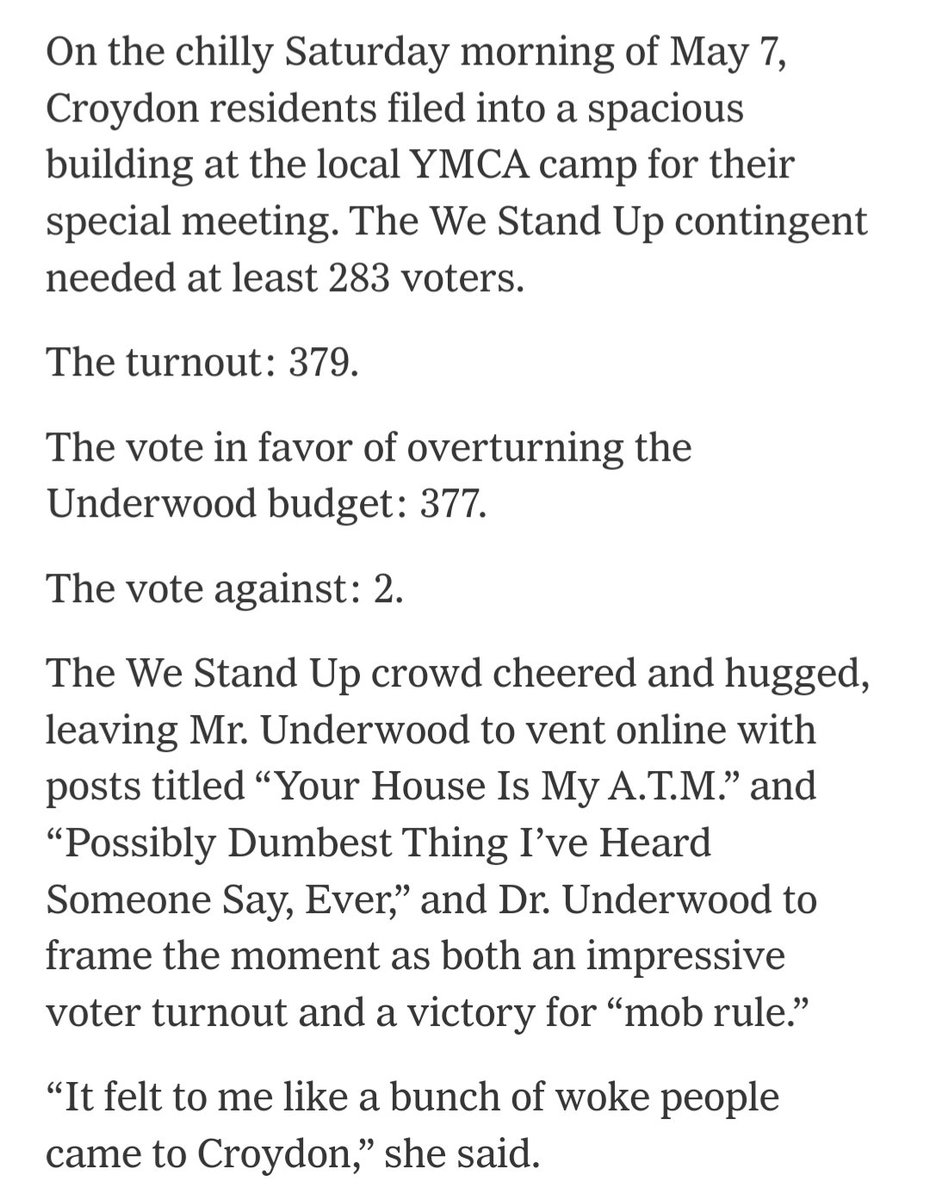 On the chilly Saturday morning of May 7,
Croydon residents filed into a spacious
building at the local YMCA camp for their
special meeting. The We Stand Up contingent
needed at least 283 voters.
The turnout: 379.
The vote in favor of overturning the
Underwood budget: 377.
The vote against: 2.
The We Stand Up crowd cheered and hugged,
leaving Mr. Underwood to vent online with
posts titled “Your House Is My A.T.M.” and
“Possibly Dumbest Thing I’ve Heard
Someone Say, Ever,” and Dr. Underwood to
frame the moment as both an impressive
voter turnout and a victory for “mob rule.”
“It felt to me like a bunch of woke people
came to Croydon,” she said.